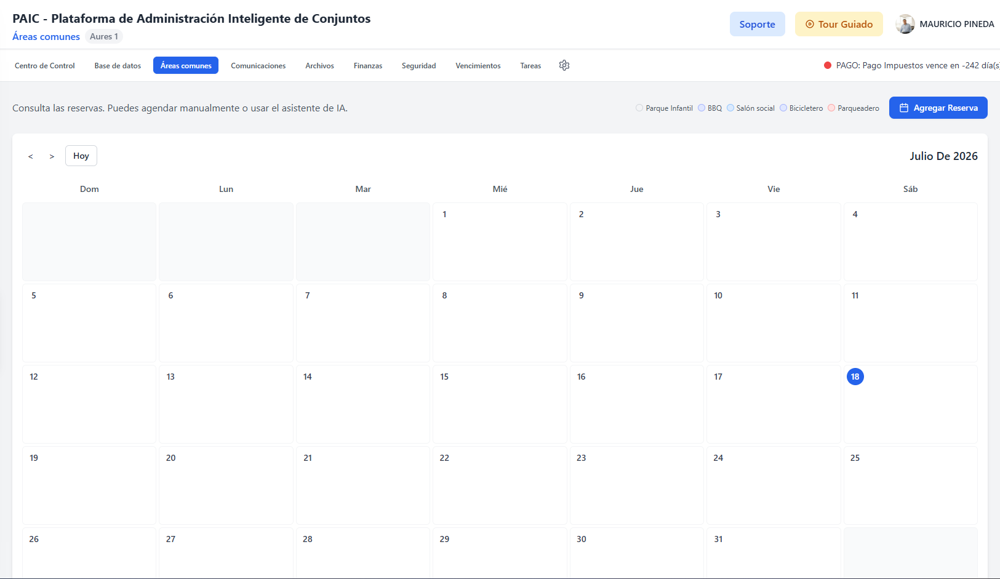 PAIC - Plataforma de Administración Inteligente de Conjuntos
Áreas comunes Aures 1
Soporte
Tour Guiado
MAURICIO PINEDA
Centro de Control Base de datos Áreas comunes Comunicaciones Archivos Finanzas Seguridad Vencimientos Tareas
PAGO: Pago Impuestos vence en -242 día(s)
Consulta las reservas. Puedes agendar manualmente o usar el asistente de IA.
Parque Infantil BBQ Salón social Bicicletero Parqueadero
Agregar Reserva
< > Hoy
Julio De 2026
Dom Lun Mar Mié Jue Vie Sáb
1 2 3 4
5 6 7 8 9 10 11
12 13 14 15 16 17 18
19 20 21 22 23 24 25
26 27 28 29 30 31